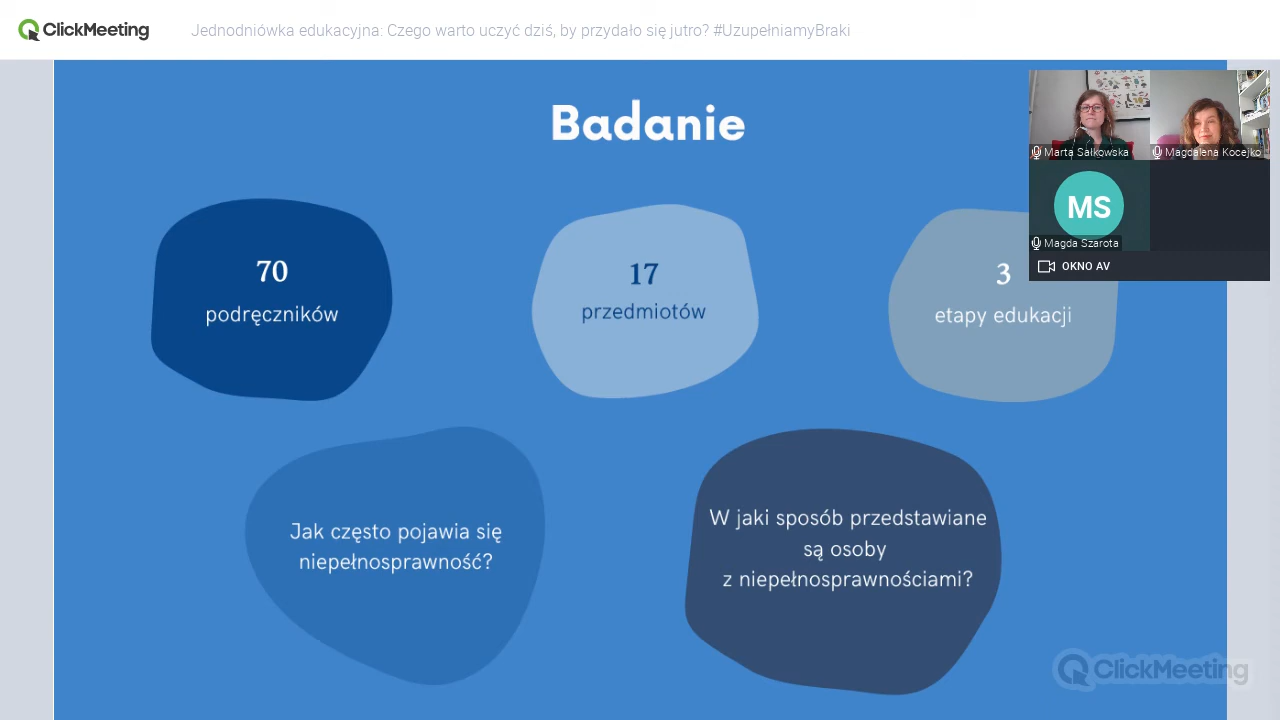 ClickMeeting
Jednodniówka edukacyjna: Czego warto uczyć dziś, by przydało się jutro? #UzupełniamyBraki
Badanie
Marta Sałkowska
Magdalena Kocejko
MS
Magda Szarota
OKNO AV
70
podręczników
17
przedmiotów
3
etapy edukacji
Jak często pojawia się
niepełnosprawność?
W jaki sposób przedstawiane
są osoby
z niepełnosprawnościami?
ClickMeeting